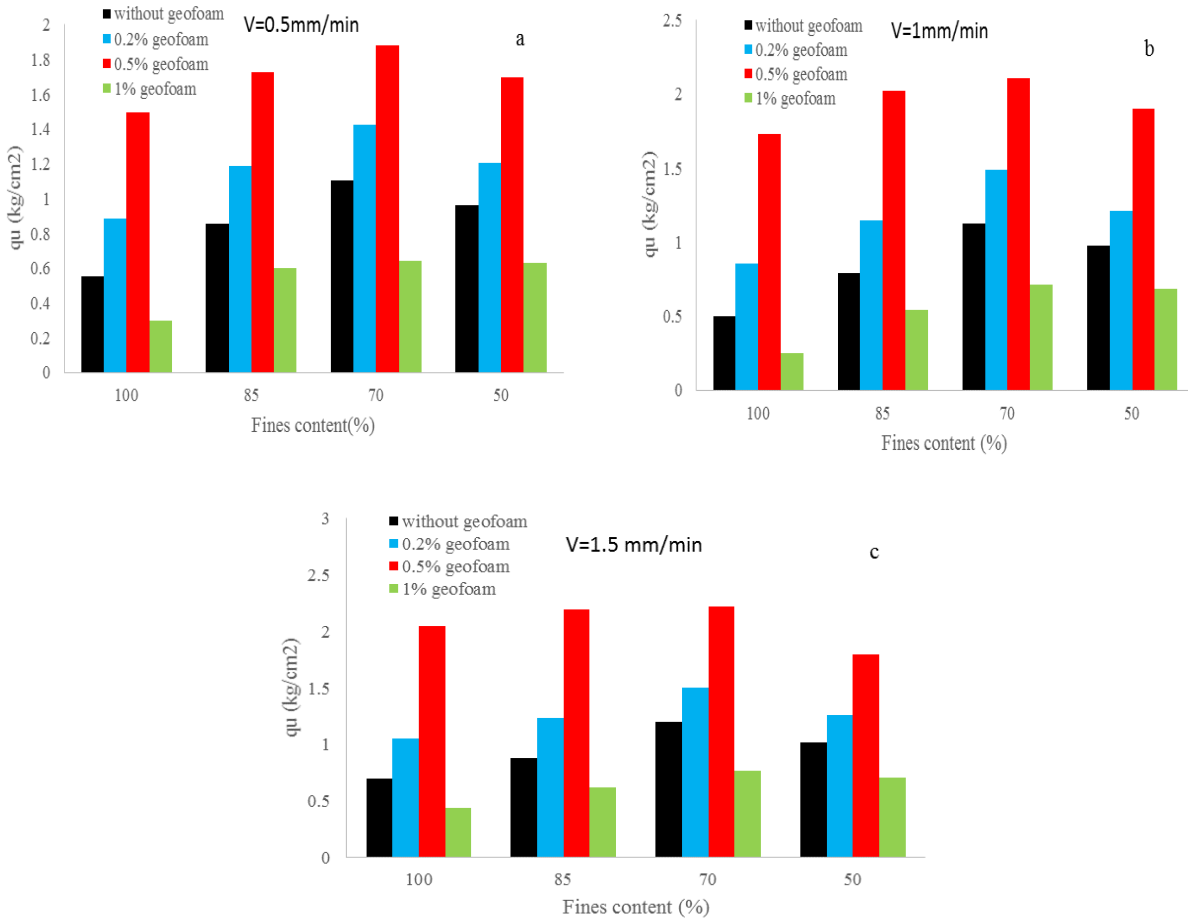 V=0.5mm/min
a
without geofoam
0.2% geofoam
0.5% geofoam
1% geofoam
qu (kg/cm2)
2
1.8
1.6
1.4
1.2
1
0.8
0.6
0.4
0.2
0
100 85 70 50
Fines content(%)
V=1mm/min
b
without geofoam
0.2% geofoam
0.5% geofoam
1% geofoam
qu (kg/cm2)
2.5
2
1.5
1
0.5
0
100 85 70 50
Fines content (%)
V=1.5 mm/min
c
without geofoam
0.2% geofoam
0.5% geofoam
1% geofoam
qu (kg/cm2)
3
2.5
2
1.5
1
0.5
0
100 85 70 50
Fines content (%)